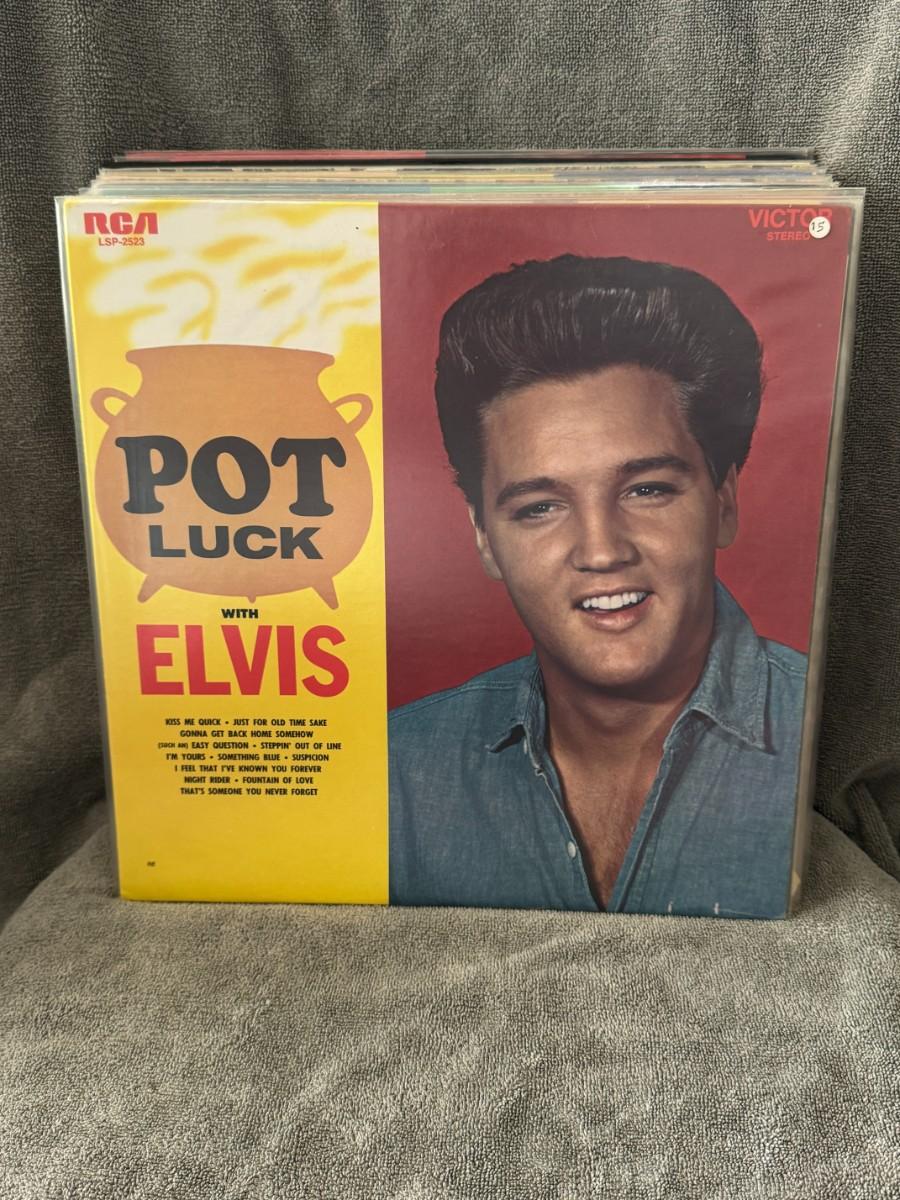 RCA
LSP-2523
VICTOR
STEREO
15
POT
LUCK
WITH
ELVIS
KISS ME QUICK • JUST FOR OLD TIME SAKE
GONNA GET BACK HOME SOMEHOW
(SUCH AN) EASY QUESTION • STEPPIN' OUT OF LINE
I'M YOURS • SOMETHING BLUE • SUSPICION
I FEEL THAT I'VE KNOWN YOU FOREVER
NIGHT RIDER • FOUNTAIN OF LOVE
THAT'S SOMEONE YOU NEVER FORGET